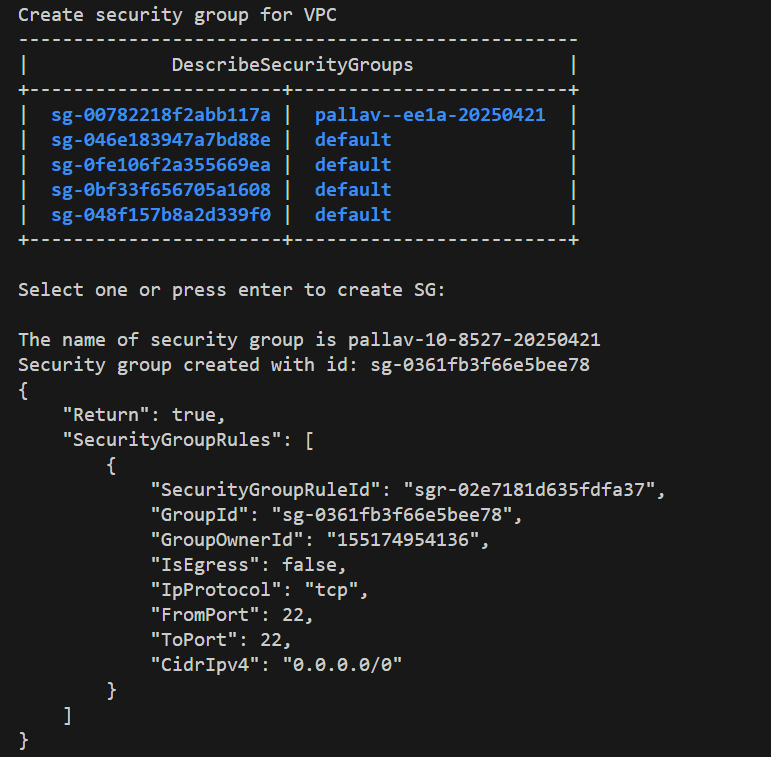 Create security group for VPC
---------------------------------------------------
|             DescribeSecurityGroups              |
+-----------------------+-------------------------+
|  sg-00782218f2abb117a |  pallav--ee1a-20250421  |
|  sg-046e183947a7bd88e |  default                |
|  sg-0fe106f2a355669ea |  default                |
|  sg-0bf33f656705a1608 |  default                |
|  sg-048f157b8a2d339f0 |  default                |
+-----------------------+-------------------------+

Select one or press enter to create SG:

The name of security group is pallav-10-8527-20250421
Security group created with id: sg-0361fb3f66e5bee78
{
    "Return": true,
    "SecurityGroupRules": [
        {
            "SecurityGroupRuleId": "sgr-02e7181d635fdfa37",
            "GroupId": "sg-0361fb3f66e5bee78",
            "GroupOwnerId": "155174954136",
            "IsEgress": false,
            "IpProtocol": "tcp",
            "FromPort": 22,
            "ToPort": 22,
            "CidrIpv4": "0.0.0.0/0"
        }
    ]
}